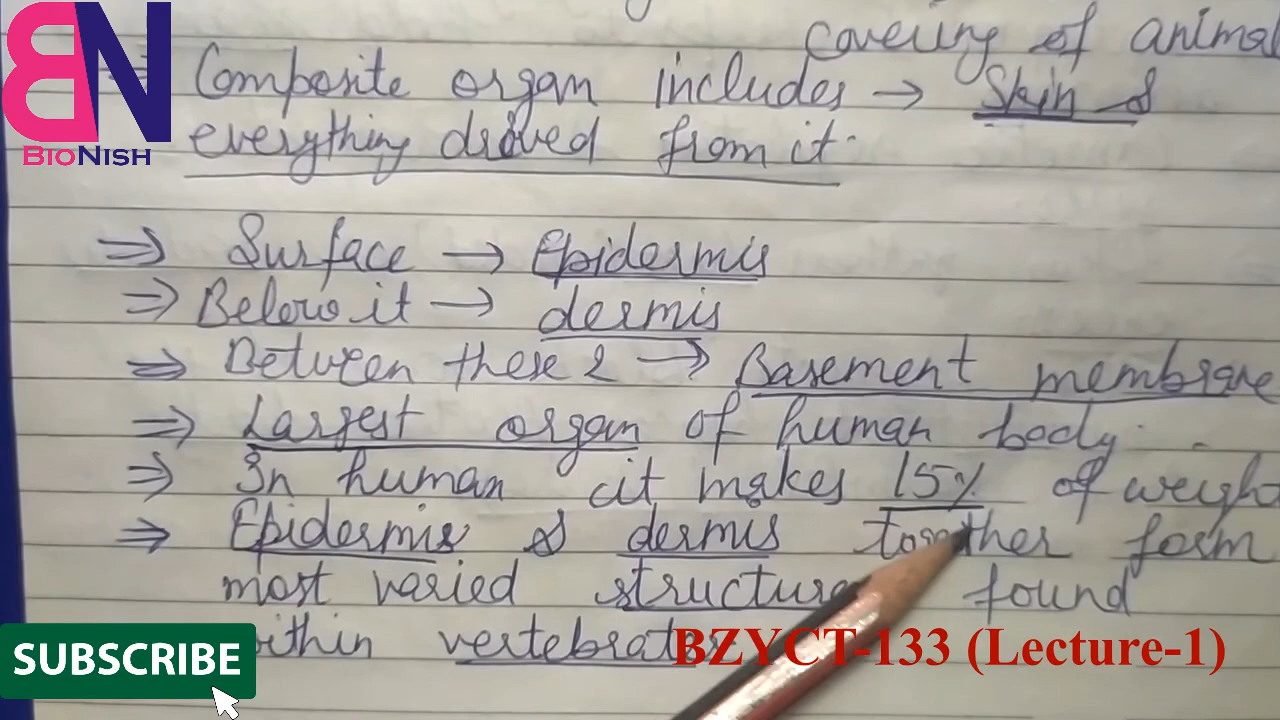 covering of animal
BN
BIONISH
⇒ Composite organ includes → Skin &
everything drived from it.
⇒ Surface → Epidermis
⇒ Below it → dermis
⇒ Between these 2 → Basement membrane
⇒ Largest organ of human body.
⇒ In human it makes 15% of weight
⇒ Epidermis & dermis together form
most varied structure found
within vertebrates
SUBSCRIBE
BZYCT-133 (Lecture-1)